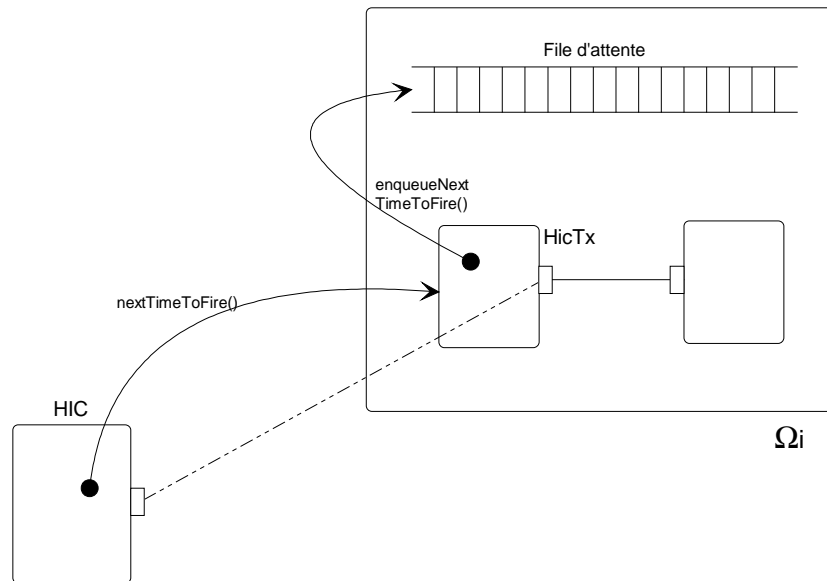 File d'attente
enqueueNext
TimeToFire()
HicTx
nextTimeToFire()
HIC
Ωi